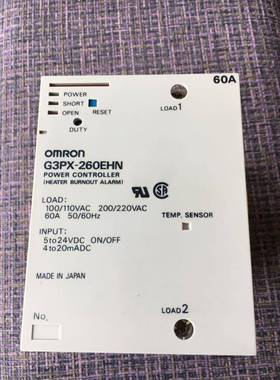 60A
POWER
SHORT
RESET
OPEN
DUTY
LOAD1
OMRON
G3PX-260EHN
POWER CONTROLLER
(HEATER BURNOUT ALARM)
LOAD:
100/110VAC 200/220VAC
60A 50/60Hz
TEMP. SENSOR
INPUT:
5to24VDC ON/OFF
4to20mADC
MADE IN JAPAN
LOAD2
No.